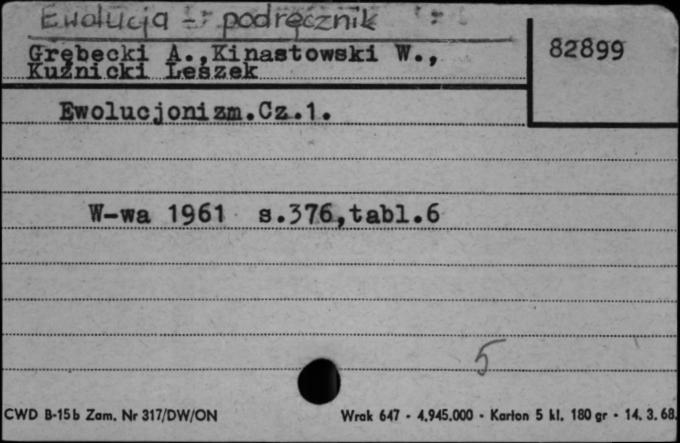 Ewolucja - podręcznik
82899
Grębecki A.,Kinastowski W.,
Kuźnicki Leszek
Ewolucjonizm.Cz.1.
W-wa 1961 s.376,tabl.6
5
CWD B-15b Zam. Nr 317/DW/ON Wrak 647 - 4.945.000 - Karton 5 kl. 180 gr - 14. 3. 68.